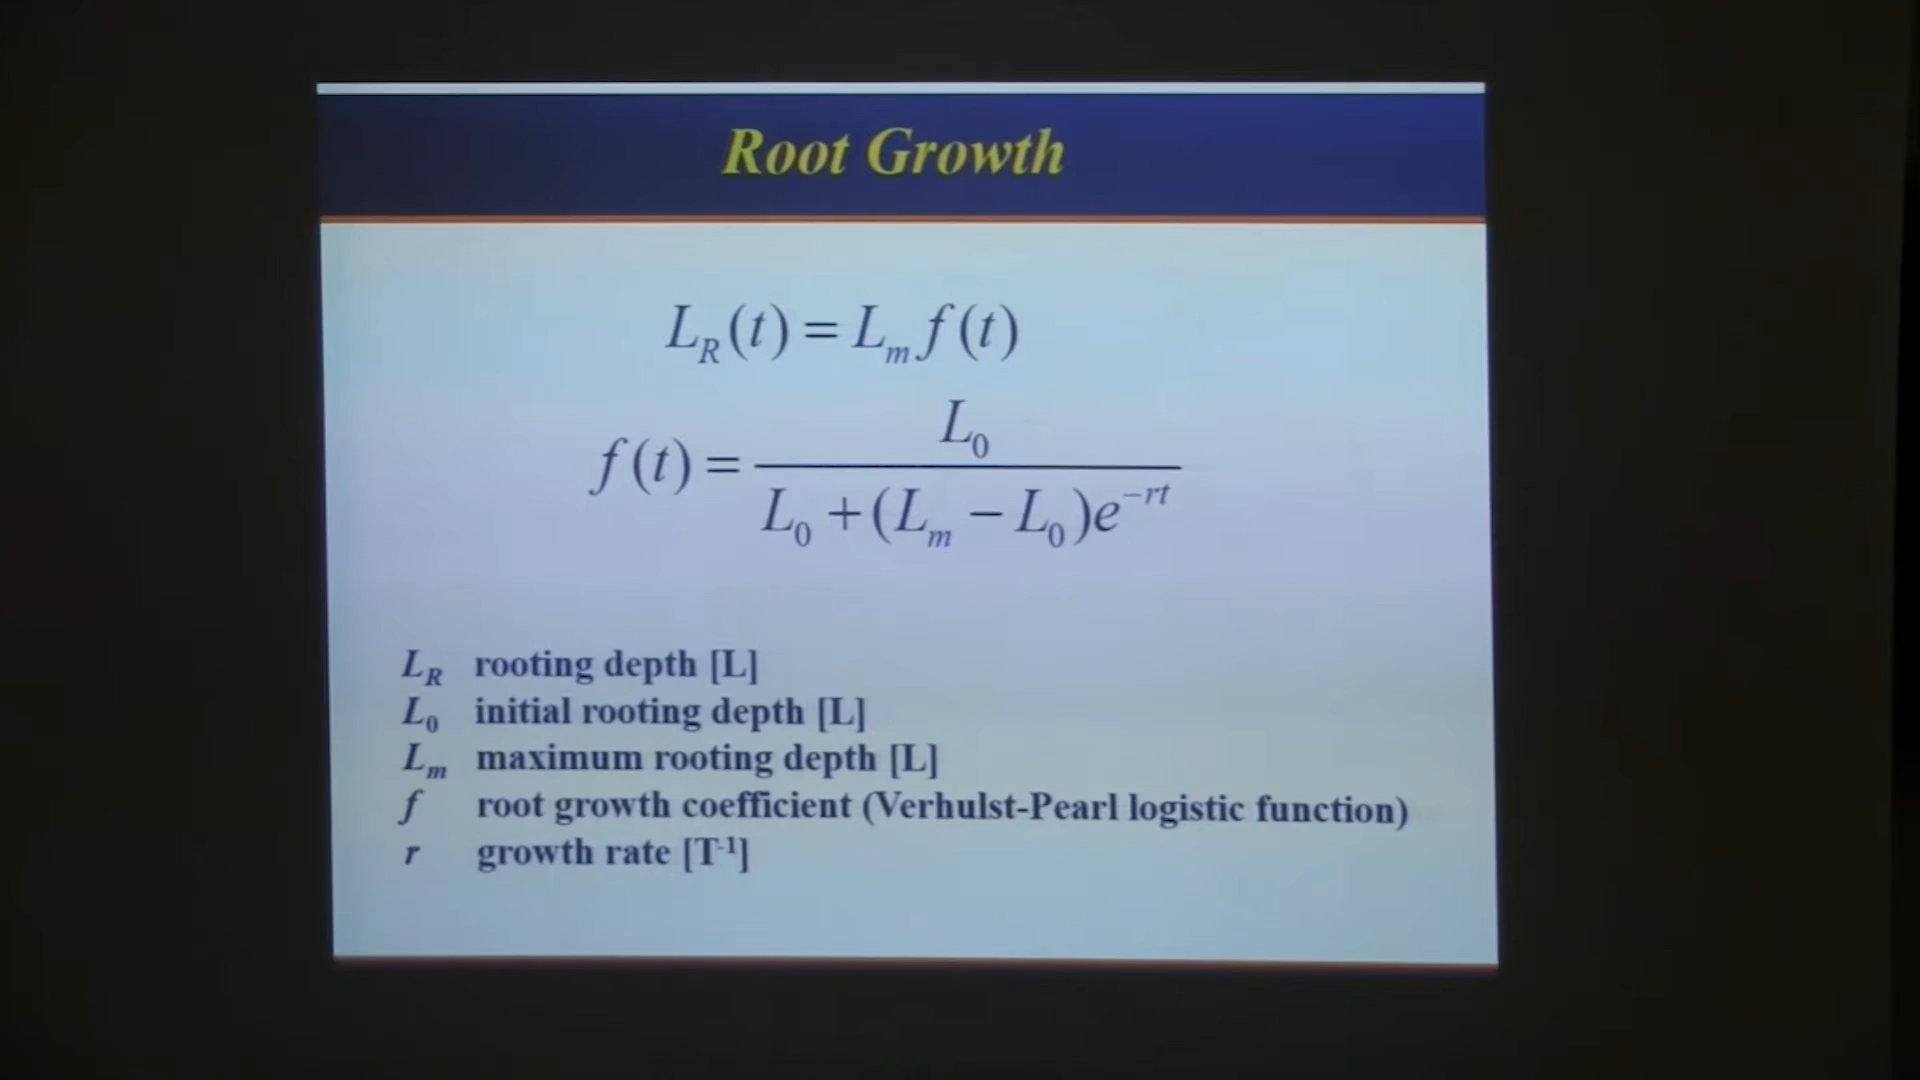 Root Growth
L_R(t) = L_m f(t)
f(t) = L_0 / (L_0 + (L_m − L_0)e^{−rt})
L_R rooting depth [L]
L_0 initial rooting depth [L]
L_m maximum rooting depth [L]
f root growth coefficient (Verhulst-Pearl logistic function)
r growth rate [T^{-1}]